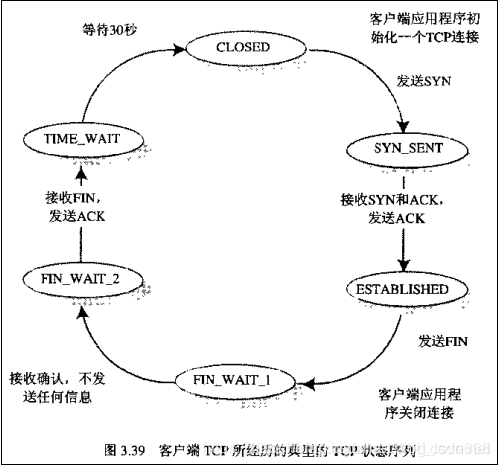 等待30秒
客户端应用程序初
始化一个TCP连接
CLOSED
发送SYN
TIME_WAIT
SYN_SENT
接收FIN,
发送ACK
接收SYN和ACK,
发送ACK
FIN_WAIT_2
ESTABLISHED
发送FIN
接收确认，不发
送任何信息
FIN_WAIT_1
客户端应用程
序关闭连接
图 3.39 客户端 TCP 所经历的典型的 TCP 状态序列